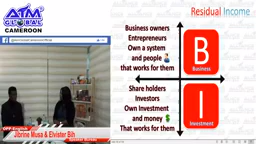 ATM
GLOBAL
CAMEROON
OPP English
Jibrine Musa & Elvister Bih
Residual Income
Business owners
Entrepreneurs
Own a system
and people
that works for them
B
Business
Share holders
Investors
Own Investment
and money
That works for them
I
Investment